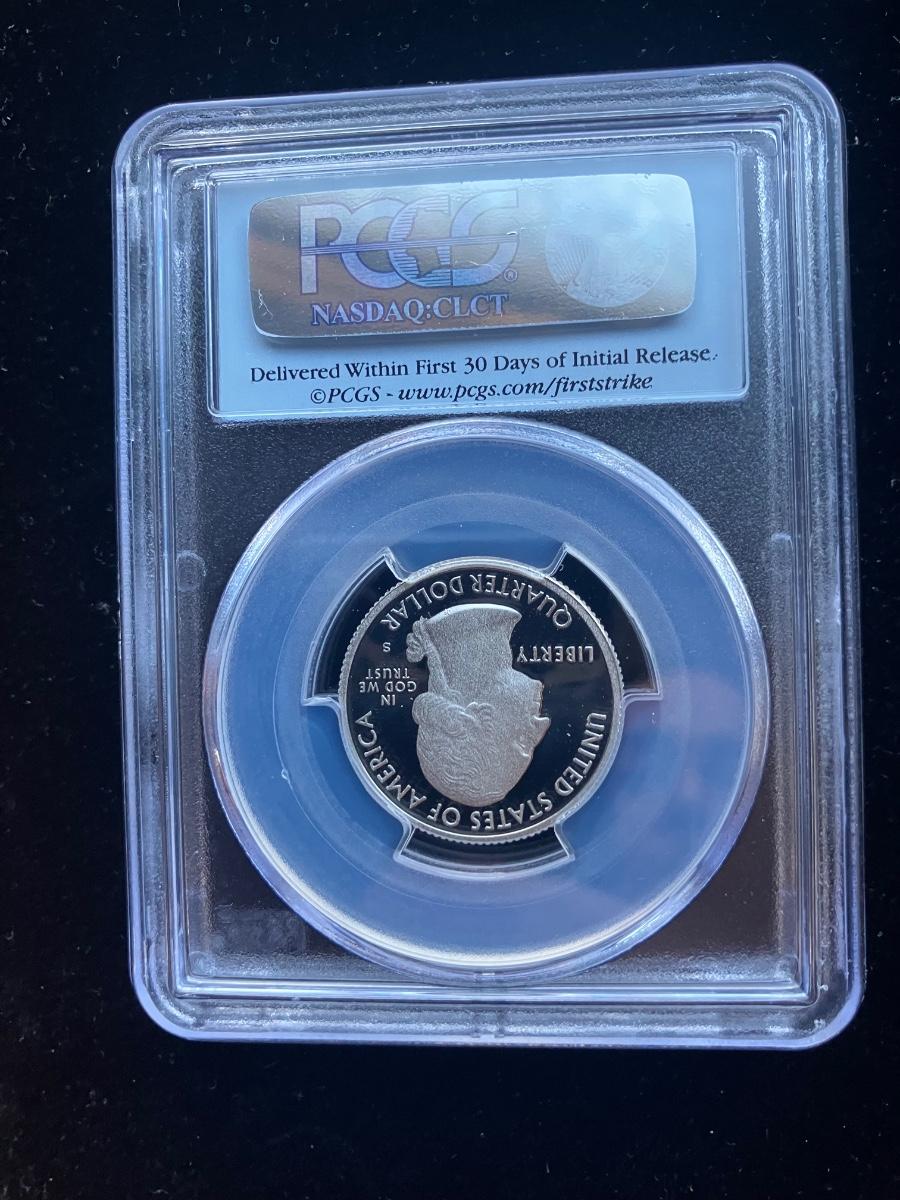 PCGS®
NASDAQ:CLCT
Delivered Within First 30 Days of Initial Release.
©PCGS - www.pcgs.com/firststrike
UNITED STATES OF AMERICA
LIBERTY
IN
GOD WE
TRUST
S
QUARTER DOLLAR